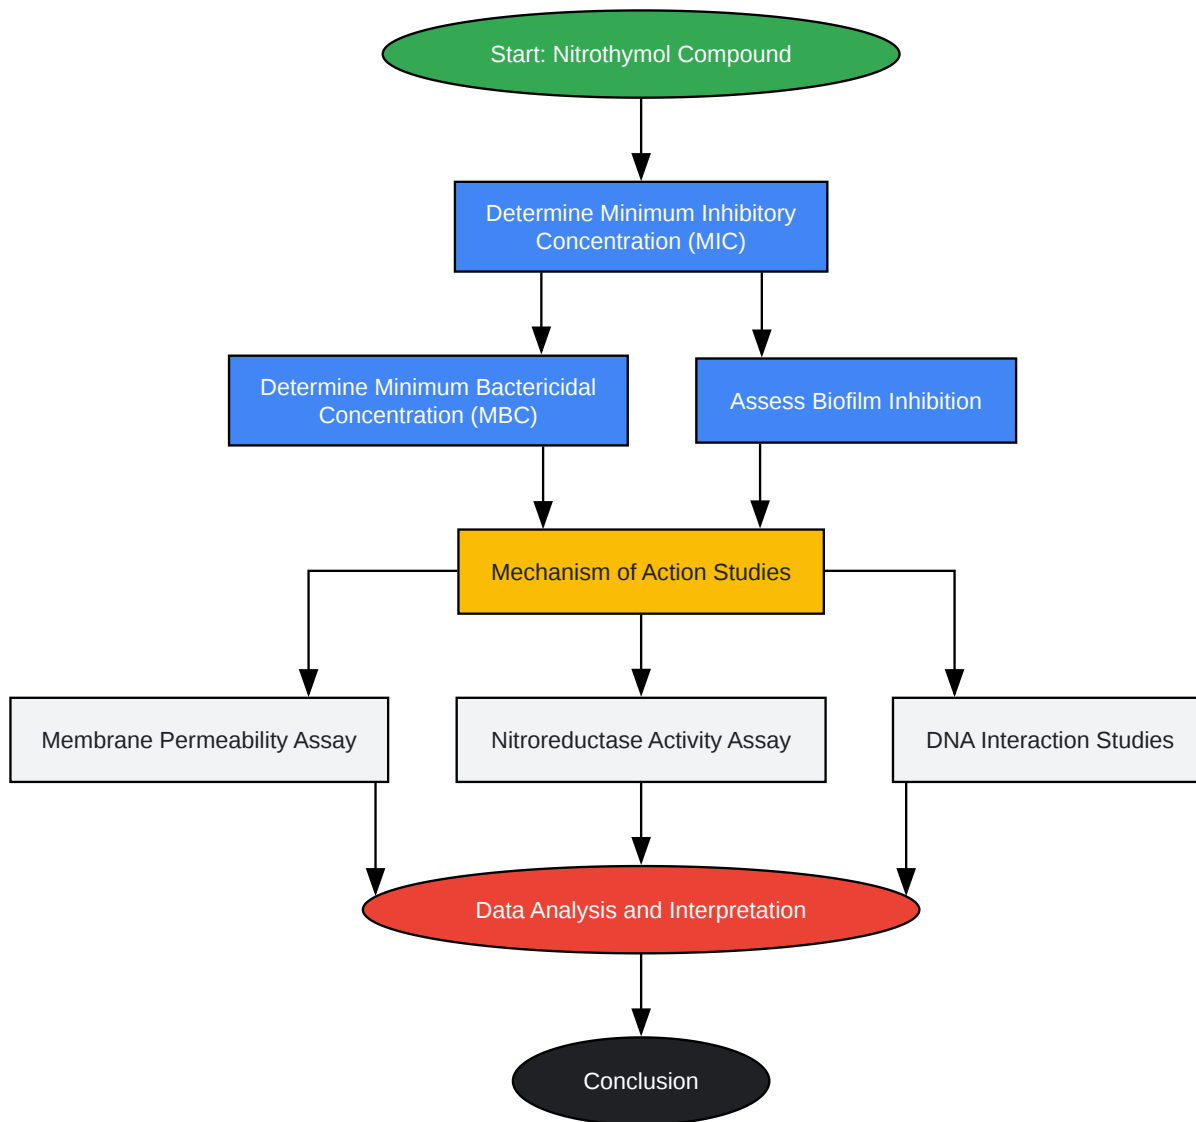 Start: Nitrothymol Compound
Determine Minimum Inhibitory
Concentration (MIC)
Determine Minimum Bactericidal
Concentration (MBC)
Assess Biofilm Inhibition
Mechanism of Action Studies
Membrane Permeability Assay
Nitroreductase Activity Assay
DNA Interaction Studies
Data Analysis and Interpretation
Conclusion